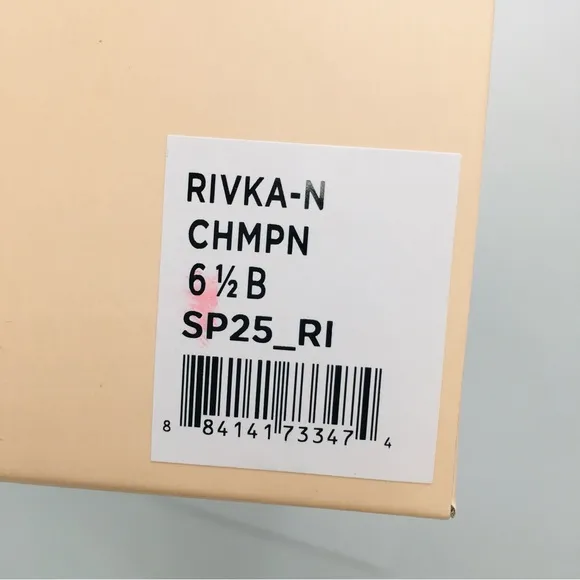 RIVKA-N
CHMPN
6 ½ B
SP25_RI
8 84141 73347 4